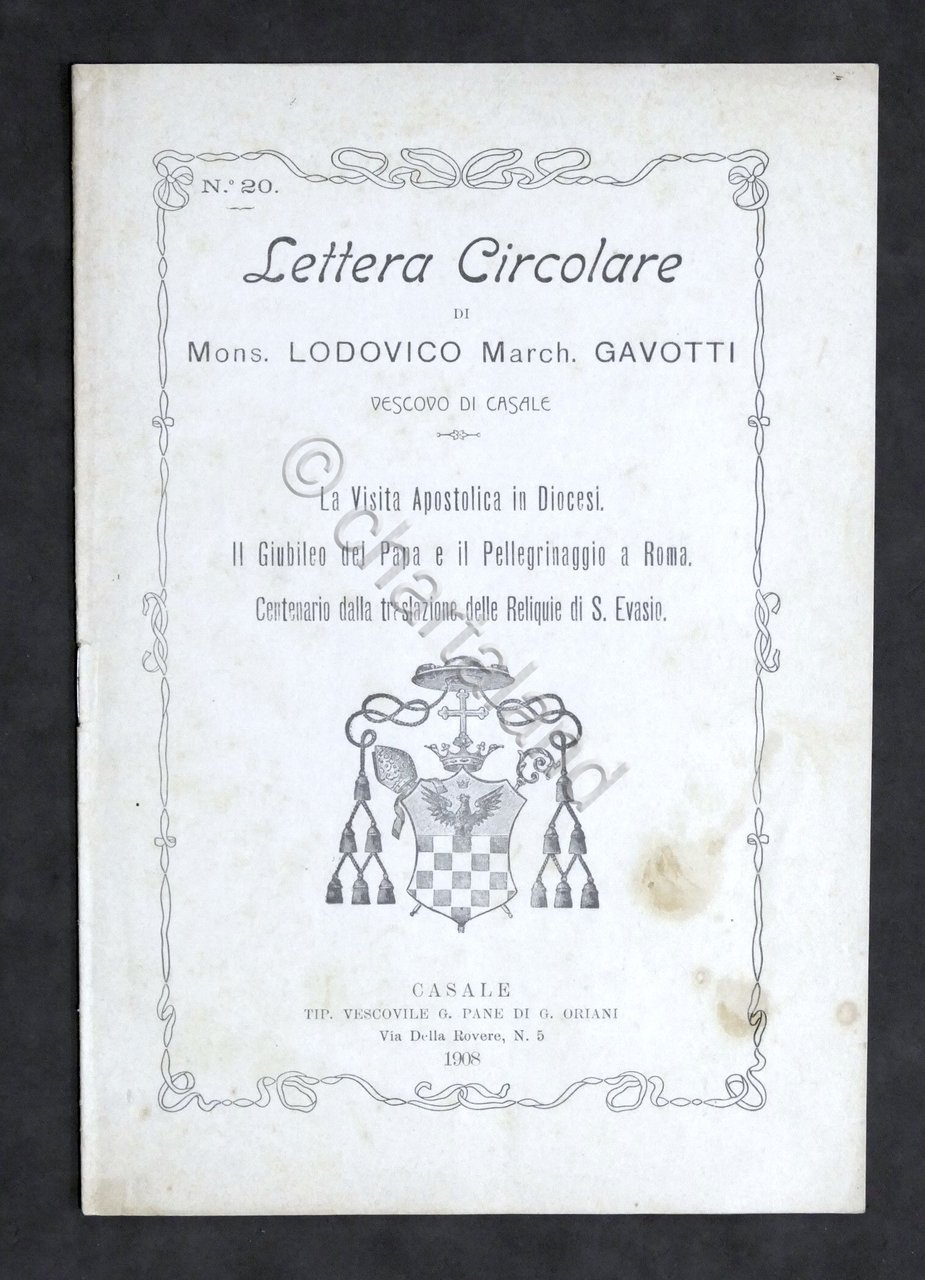 N.º 20.
Lettera Circolare
DI
Mons. LODOVICO March. GAVOTTI
VESCOVO DI CASALE
La Visita Apostolica in Diocesi.
Il Giubileo del Papa e il Pellegrinaggio a Roma.
Centenario dalla traslazione delle Reliquie di S. Evasio.
© chartaland
CASALE
TIP. VESCOVILE G. PANE DI G. ORIANI
Via Della Rovere, N. 5
1908